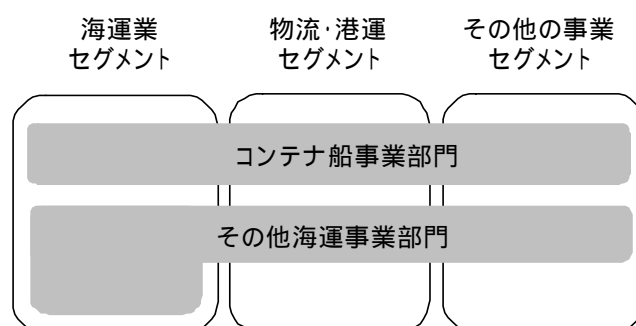 海運業
セグメント
物流・港運
セグメント
その他の事業
セグメント
コンテナ船事業部門
その他海運事業部門